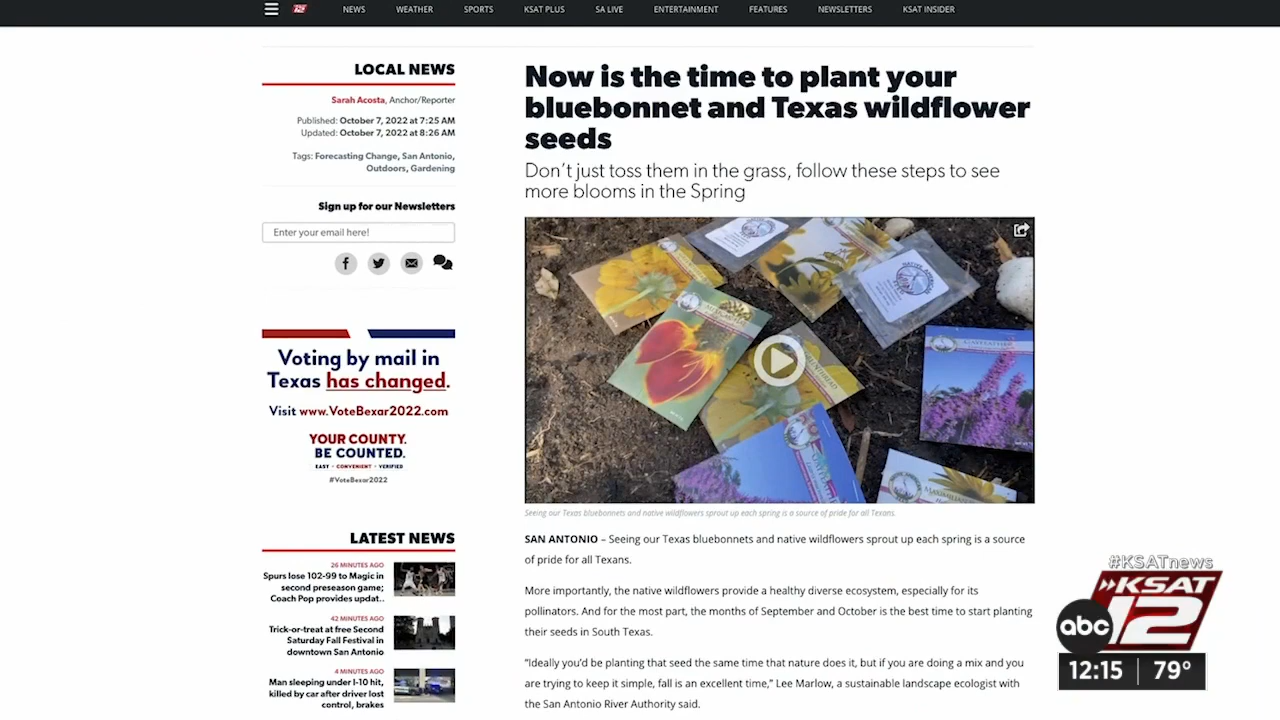 NEWS WEATHER SPORTS KSAT PLUS SA LIVE ENTERTAINMENT FEATURES NEWSLETTERS KSAT INSIDER
LOCAL NEWS
Sarah Acosta, Anchor/Reporter
Published: October 7, 2022 at 7:25 AM
Updated: October 7, 2022 at 8:26 AM
Tags: Forecasting Change, San Antonio,
Outdoors, Gardening
Sign up for our Newsletters
Enter your email here!
Voting by mail in
Texas has changed.
Visit www.VoteBexar2022.com
YOUR COUNTY.
BE COUNTED.
EASY • CONVENIENT • VERIFIED
#VoteBexar2022
LATEST NEWS
26 MINUTES AGO
Spurs lose 102-99 to Magic in
second preseason game;
Coach Pop provides updat..
42 MINUTES AGO
Trick-or-treat at free Second
Saturday Fall Festival in
downtown San Antonio
4 MINUTES AGO
Man sleeping under I-10 hit,
killed by car after driver lost
control, brakes
Now is the time to plant your
bluebonnet and Texas wildflower
seeds
Don't just toss them in the grass, follow these steps to see
more blooms in the Spring
NATIVE AMERICAN
GAYFEATHER
Seeing our Texas bluebonnets and native wildflowers sprout up each spring is a source of pride for all Texans.
SAN ANTONIO – Seeing our Texas bluebonnets and native wildflowers sprout up each spring is a source
of pride for all Texans.
More importantly, the native wildflowers provide a healthy diverse ecosystem, especially for its
pollinators. And for the most part, the months of September and October is the best time to start planting
their seeds in South Texas.
"Ideally you'd be planting that seed the same time that nature does it, but if you are doing a mix and you
are trying to keep it simple, fall is an excellent time," Lee Marlow, a sustainable landscape ecologist with
the San Antonio River Authority said.
#KSATnews
KSAT
abc 12
12:15 79°